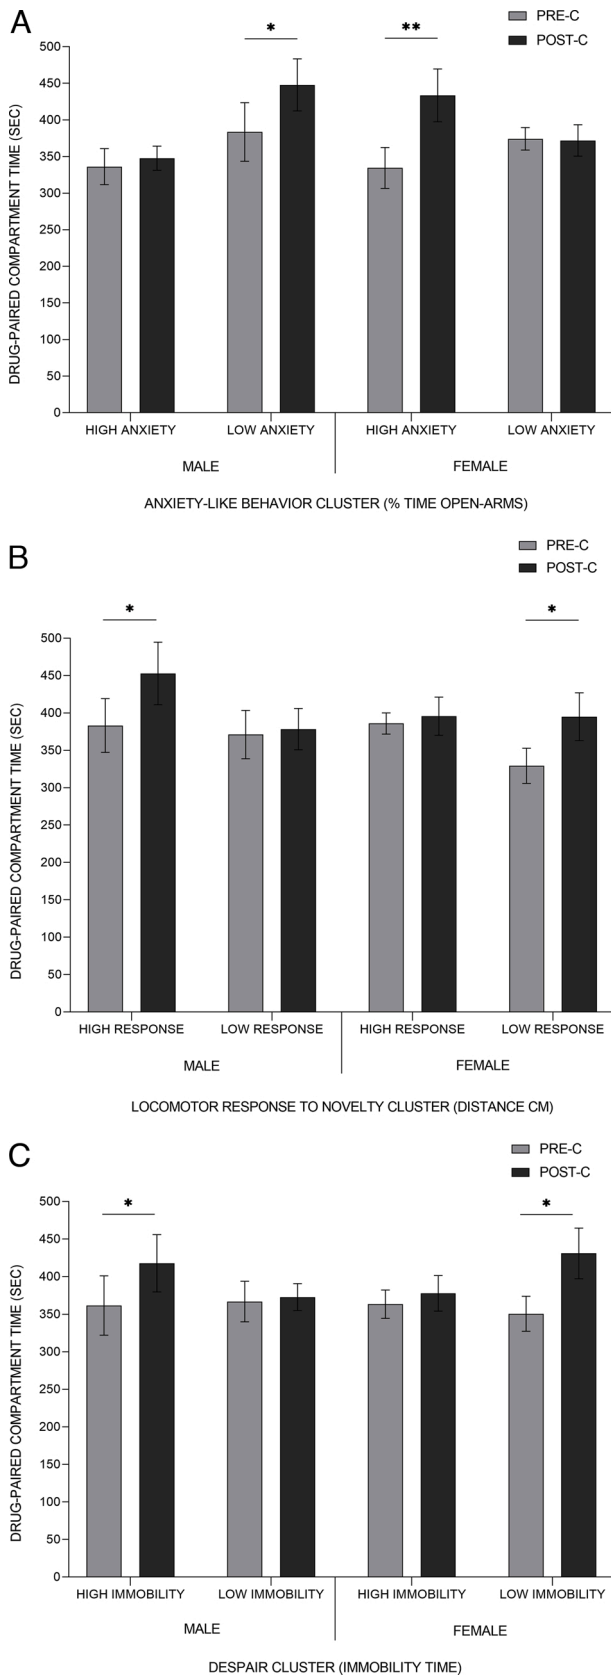 A
PRE-C
POST-C
* **
DRUG-PAIRED COMPARTMENT TIME (SEC)
500
450
400
350
300
250
200
150
100
50
0
HIGH ANXIETY LOW ANXIETY HIGH ANXIETY LOW ANXIETY
MALE FEMALE
ANXIETY-LIKE BEHAVIOR CLUSTER (% TIME OPEN-ARMS)
B
PRE-C
POST-C
* *
DRUG-PAIRED COMPARTMENT TIME (SEC)
500
450
400
350
300
250
200
150
100
50
0
HIGH RESPONSE LOW RESPONSE HIGH RESPONSE LOW RESPONSE
MALE FEMALE
LOCOMOTOR RESPONSE TO NOVELTY CLUSTER (DISTANCE CM)
C
PRE-C
POST-C
* *
DRUG-PAIRED COMPARTMENT TIME (SEC)
500
450
400
350
300
250
200
150
100
50
0
HIGH IMMOBILITY LOW IMMOBILITY HIGH IMMOBILITY LOW IMMOBILITY
MALE FEMALE
DESPAIR CLUSTER (IMMOBILITY TIME)